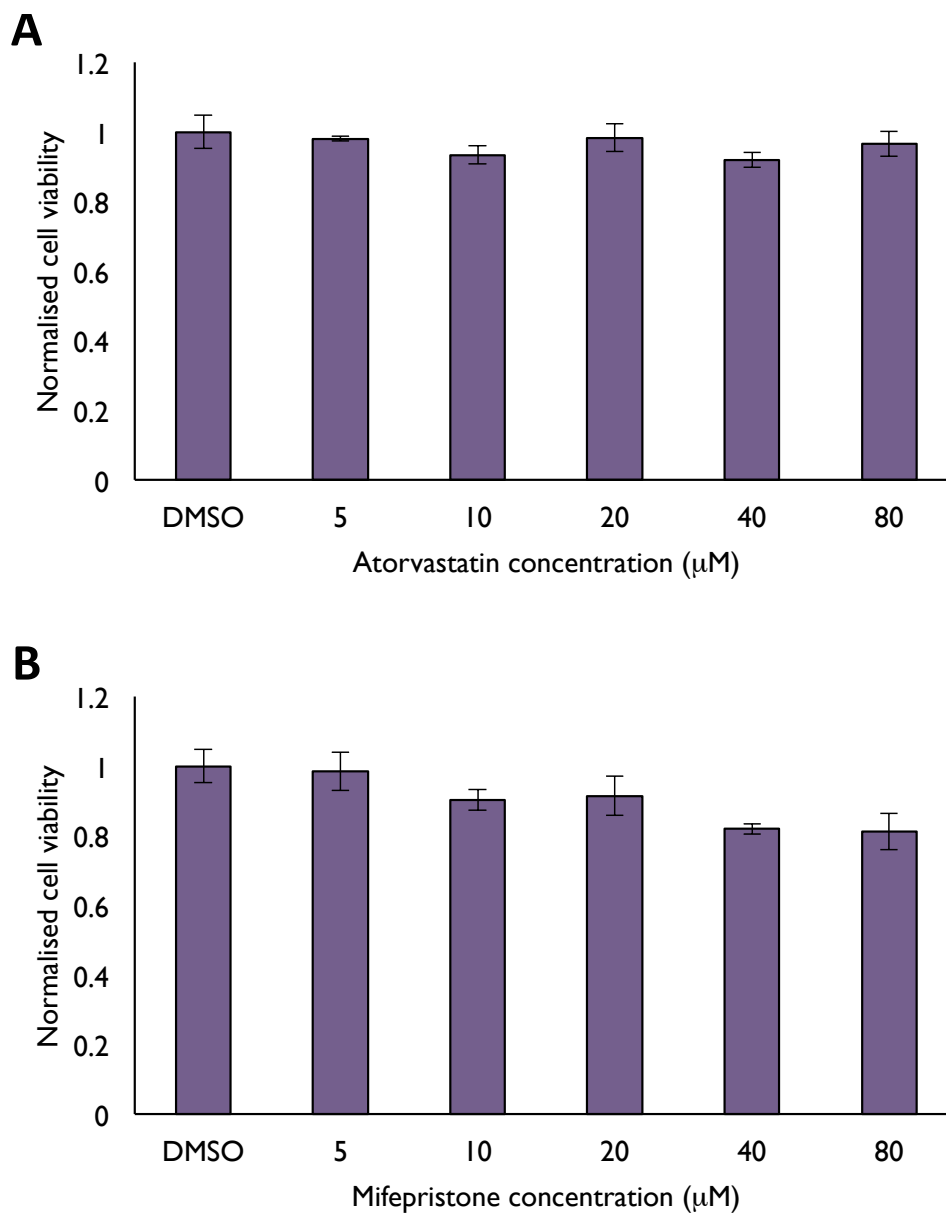 A
1.2
1
0.8
0.6
0.4
0.2
0
Normalised cell viability
DMSO 5 10 20 40 80
Atorvastatin concentration (μM)
B
1.2
1
0.8
0.6
0.4
0.2
0
Normalised cell viability
DMSO 5 10 20 40 80
Mifepristone concentration (μM)